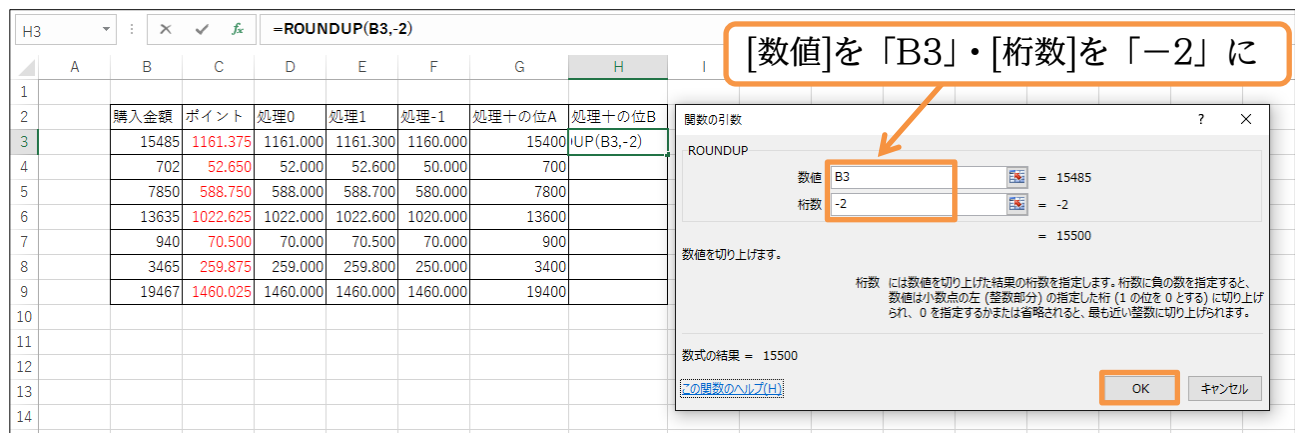 H3 =ROUNDUP(B3,-2)
[数値]を「B3」・[桁数]を「－2」に
A B C D E F G H I
1
2 購入金額 ポイント 処理0 処理1 処理-1 処理十の位A 処理十の位B
3 15485 1161.375 1161.000 1161.300 1160.000 15400 UP(B3,-2)
4 702 52.650 52.000 52.600 50.000 700
5 7850 588.750 588.000 588.700 580.000 7800
6 13635 1022.625 1022.000 1022.600 1020.000 13600
7 940 70.500 70.000 70.500 70.000 900
8 3465 259.875 259.000 259.800 250.000 3400
9 19467 1460.025 1460.000 1460.000 1460.000 19400
10
11
12
13
14
関数の引数 ? ×
ROUNDUP
数値 B3 = 15485
桁数 -2 = -2
= 15500
数値を切り上げます。
桁数 には数値を切り上げた結果の桁数を指定します。桁数に負の数を指定すると、
数値は小数点の左 (整数部分) の指定した桁 (1 の位を 0 とする) に切り上げ
られ、0 を指定するかまたは省略されると、最も近い整数に切り上げられます。
数式の結果 = 15500
この関数のヘルプ(H)
OK キャンセル